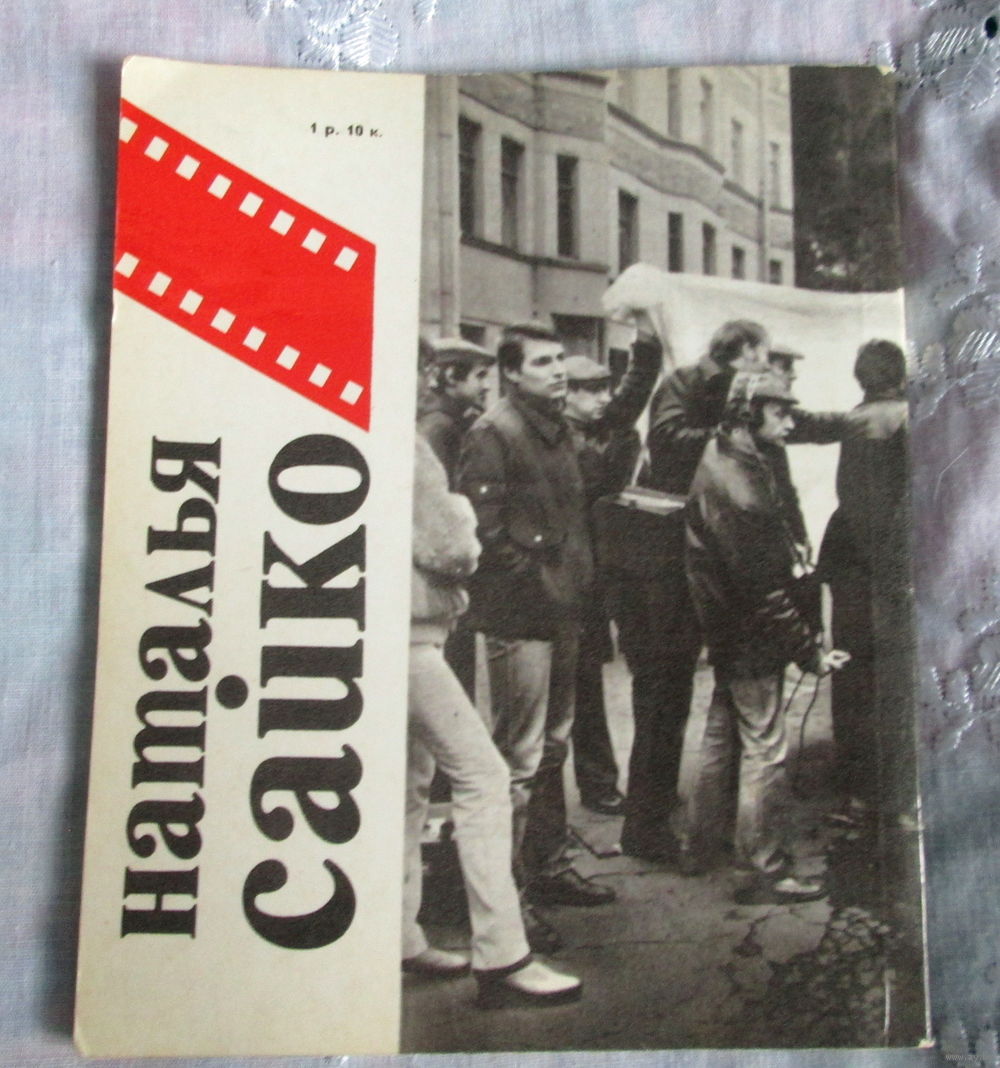 1 р. 10 к.
наталья
сайко